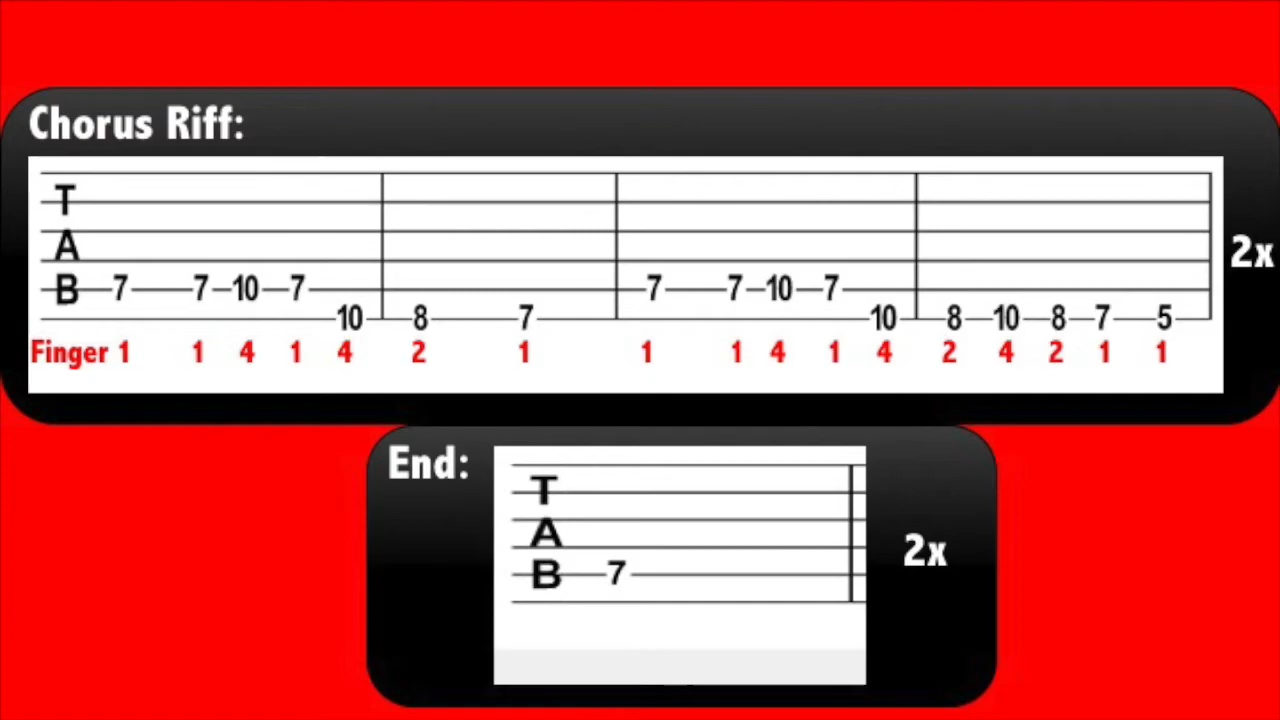 Chorus Riff:
T
A
B 7 7 10 7 7 7 10 7
10 8 7 10 8 10 8 7 5
2x
Finger 1 1 4 1 4 2 1 1 1 4 1 4 2 4 2 1 1
End:
T
A
B 7
2x